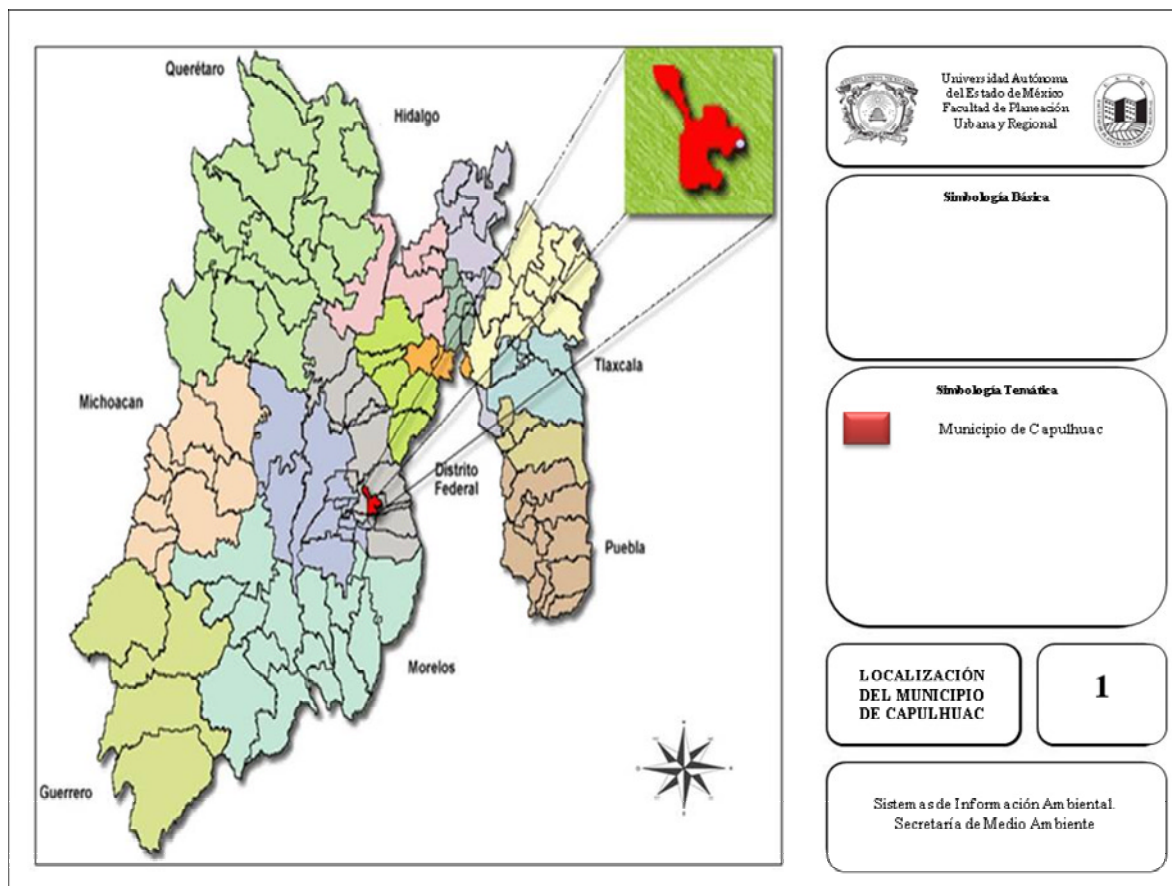 Querétaro
Hidalgo
Michoacan
Tlaxcala
Distrito
Federal
Puebla
Morelos
Guerrero
Universidad Autónoma
del Estado de México
Facultad de Planeación
Urbana y Regional
Simbología Básica
Simbología Temática
Municipio de Capulhuac
LOCALIZACIÓN
DEL MUNICIPIO
DE CAPULHUAC
1
Sistemas de Información Ambiental.
Secretaría de Medio Ambiente